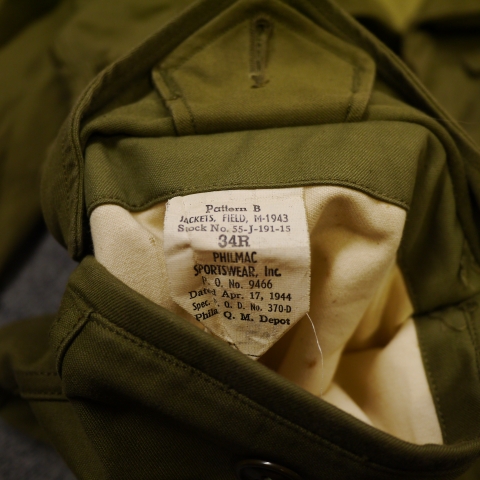 Pattern B
JACKETS, FIELD, M-1943
Stock No. 55-J-191-15
34R
PHILMAC
SPORTSWEAR, Inc.
P. O. No. 9466
Dated Apr. 17, 1944
Spec. P. Q. D. No. 370-D
Phila. Q. M. Depot